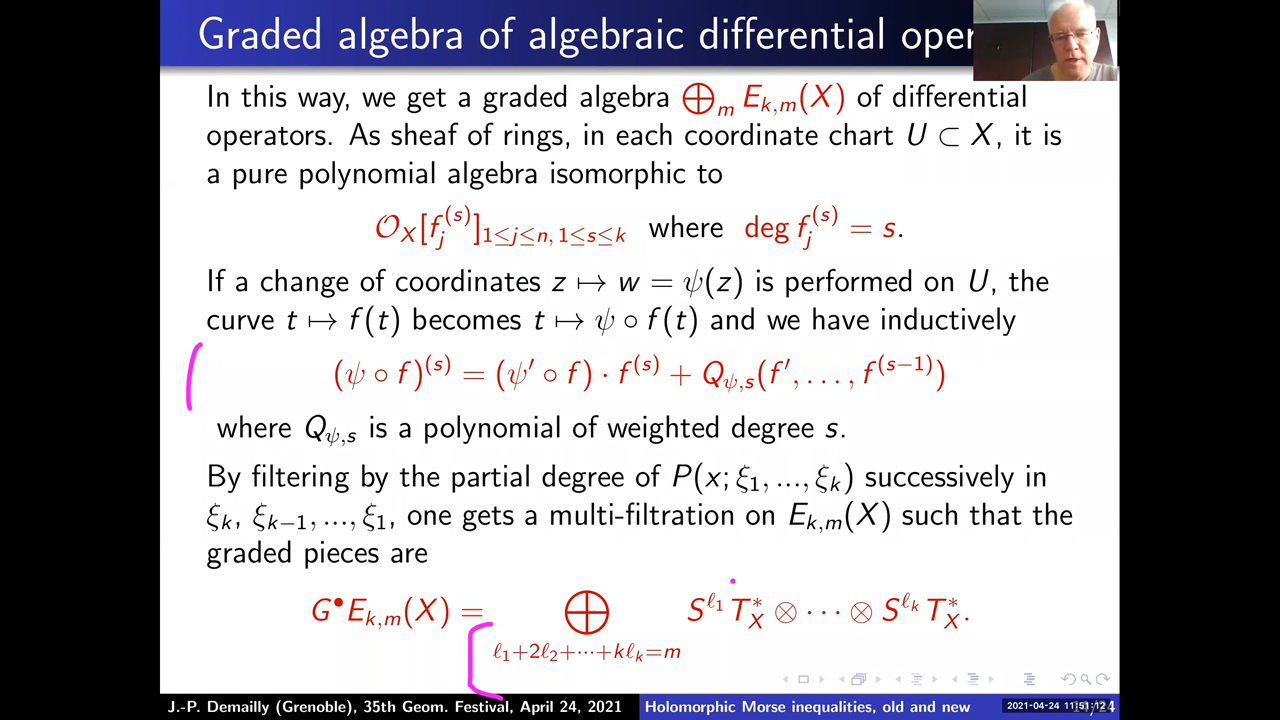 Graded algebra of algebraic differential oper
In this way, we get a graded algebra ⨁_m E_{k,m}(X) of differential
operators. As sheaf of rings, in each coordinate chart U ⊂ X, it is
a pure polynomial algebra isomorphic to
𝒪_X[f_j^{(s)}]_{1≤j≤n, 1≤s≤k} where deg f_j^{(s)} = s.
If a change of coordinates z ↦ w = ψ(z) is performed on U, the
curve t ↦ f(t) becomes t ↦ ψ ∘ f(t) and we have inductively
(ψ ∘ f)^{(s)} = (ψ′ ∘ f) · f^{(s)} + Q_{ψ,s}(f′, . . . , f^{(s−1)})
where Q_{ψ,s} is a polynomial of weighted degree s.
By filtering by the partial degree of P(x; ξ_1, ..., ξ_k) successively in
ξ_k, ξ_{k−1}, ..., ξ_1, one gets a multi-filtration on E_{k,m}(X) such that the
graded pieces are
G^• E_{k,m}(X) = ⨁_{ℓ_1+2ℓ_2+···+kℓ_k=m} S^{ℓ_1} T_X^* ⊗ ··· ⊗ S^{ℓ_k} T_X^*.
J.-P. Demailly (Grenoble), 35th Geom. Festival, April 24, 2021 Holomorphic Morse inequalities, old and new /24
2021-04-24 11:51:12